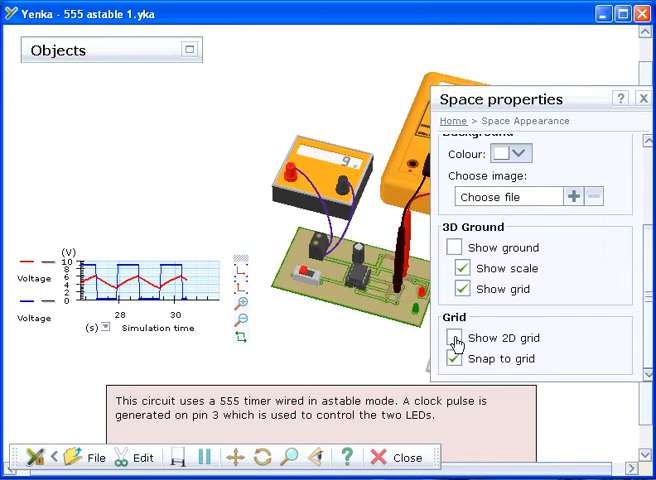 Yenka - 555 astable 1.yka
Objects
Space properties
?
X
Home > Space Appearance
Background
Colour:
Choose image:
Choose file
3D Ground
Show ground
Show scale
Show grid
Grid
Show 2D grid
Snap to grid
(V)
10
8
6
4
2
0
Voltage
Voltage
28
30
(s)
Simulation time
This circuit uses a 555 timer wired in astable mode. A clock pulse is
generated on pin 3 which is used to control the two LEDs.
File
Edit
?
Close